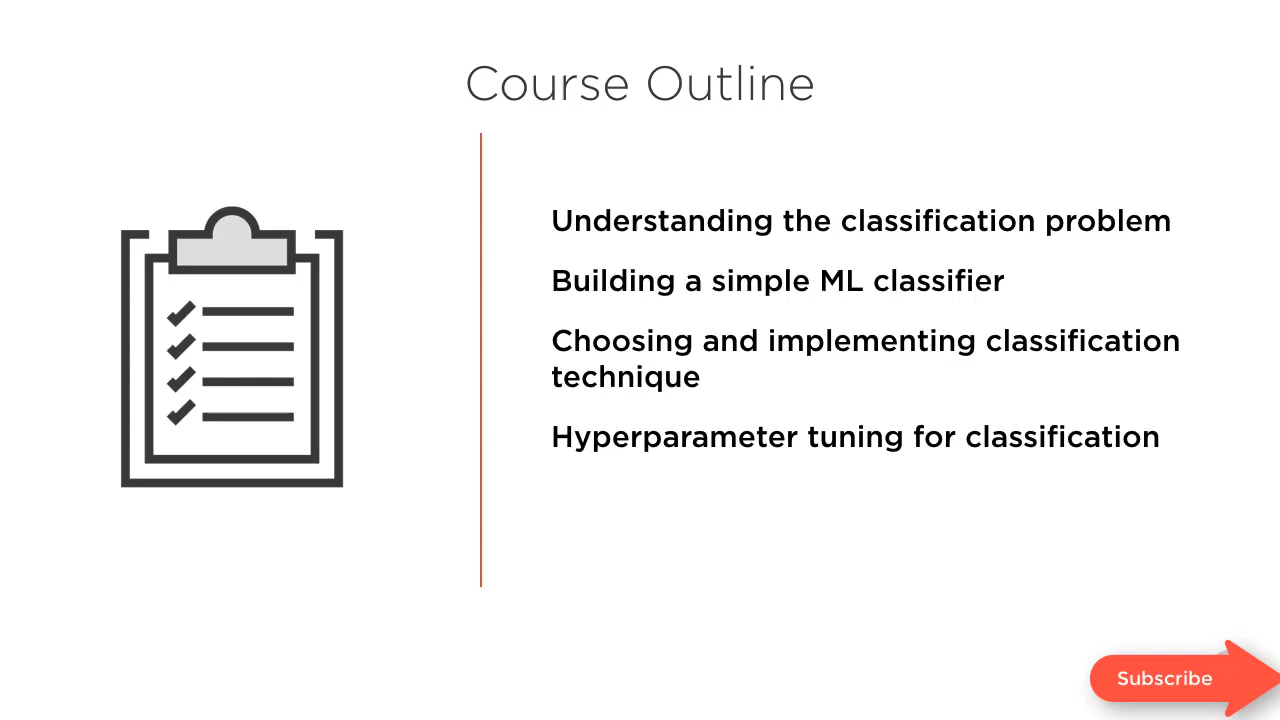 Course Outline
Understanding the classification problem
Building a simple ML classifier
Choosing and implementing classification
technique
Hyperparameter tuning for classification
Subscribe